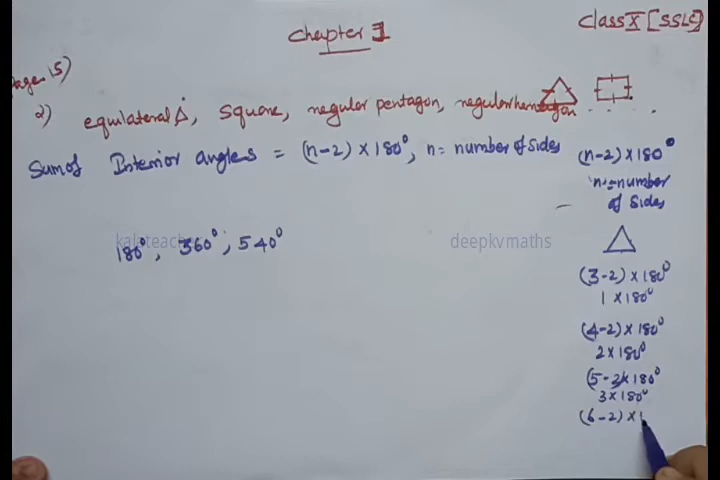 Chapter 1
Class X [SSLC]
Page 15)
2) equilateral Δ, Square, regular pentagon, regular hexagon . . . .
Sum of Interior angles = (n-2) × 180°, n = number of Sides
(n-2) × 180°
n = number
of Sides
180°, 360°, 540°
kalateacher
deepkvmaths
(3-2) × 180°
1 × 180°
(4-2) × 180°
2 × 180°
(5-2) × 180°
3 × 180°
(6-2) × 1